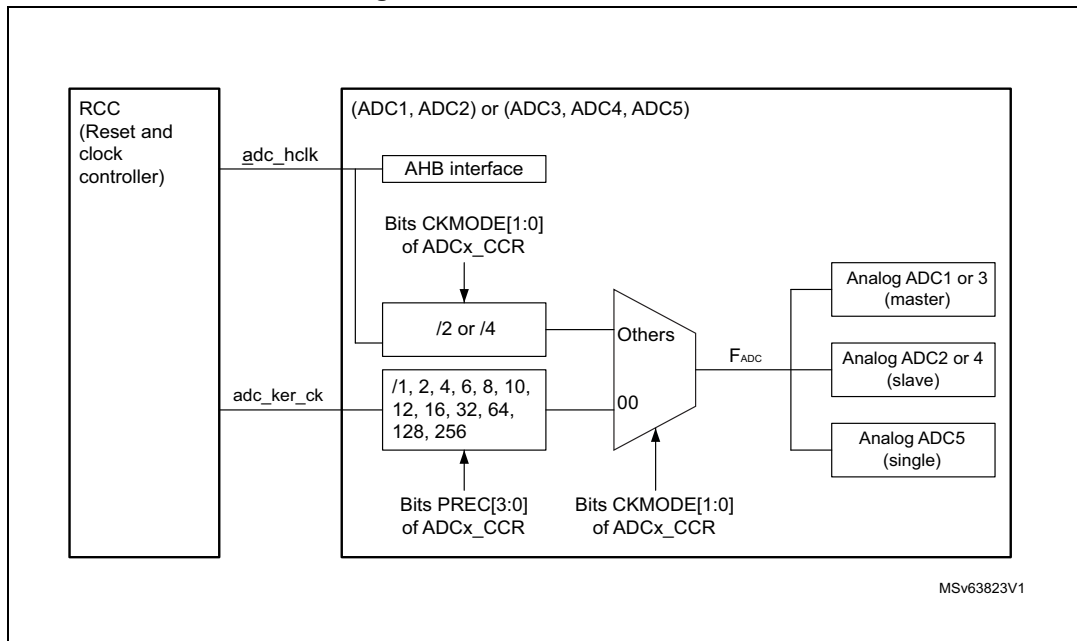 RCC
(Reset and
clock
controller)
adc_hclk
adc_ker_ck
(ADC1, ADC2) or (ADC3, ADC4, ADC5)
AHB interface
Bits CKMODE[1:0]
of ADCx_CCR
/2 or /4
/1, 2, 4, 6, 8, 10,
12, 16, 32, 64,
128, 256
Bits PREC[3:0]
of ADCx_CCR
Others
00
Bits CKMODE[1:0]
of ADCx_CCR
FADC
Analog ADC1 or 3
(master)
Analog ADC2 or 4
(slave)
Analog ADC5
(single)
MSv63823V1